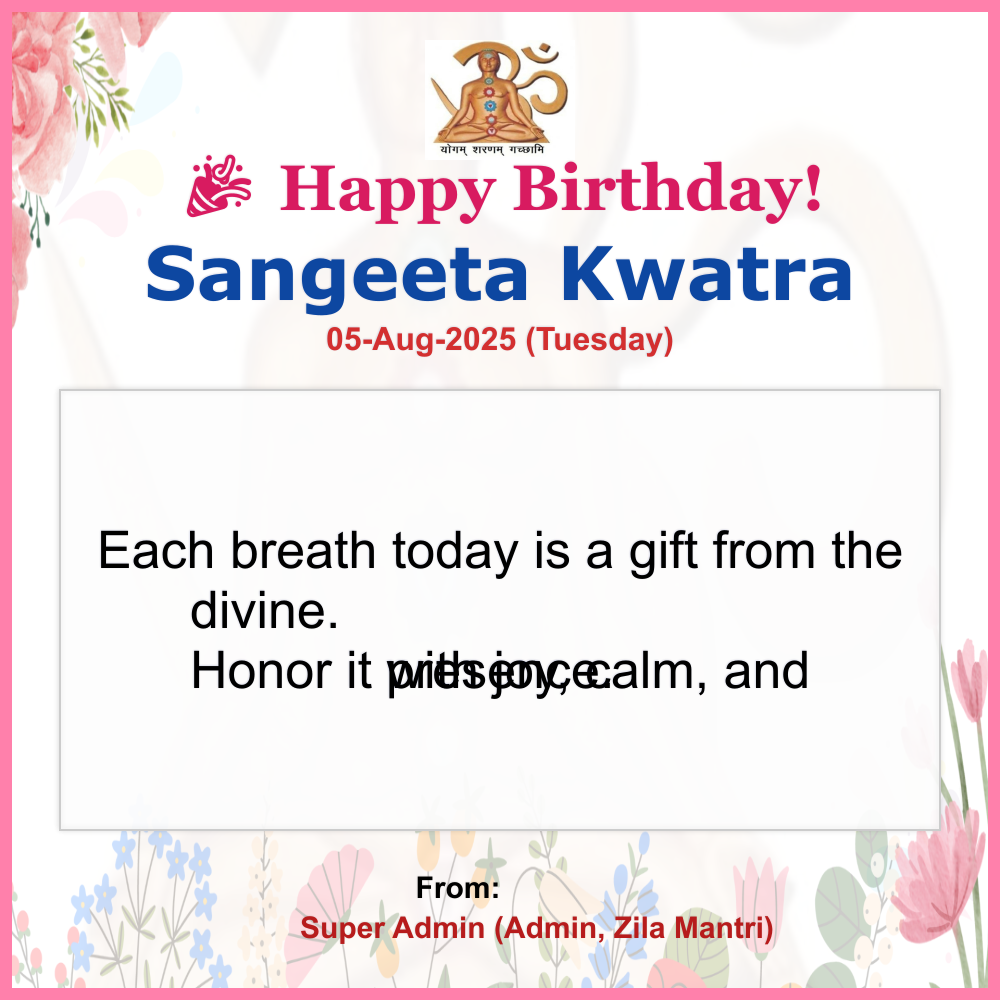 योगम् शरणम् गच्छामि
Happy Birthday!
Sangeeta Kwatra
05-Aug-2025 (Tuesday)
Each breath today is a gift from the
divine.
Honor it with joy, calm, and
presence.
From:
Super Admin (Admin, Zila Mantri)